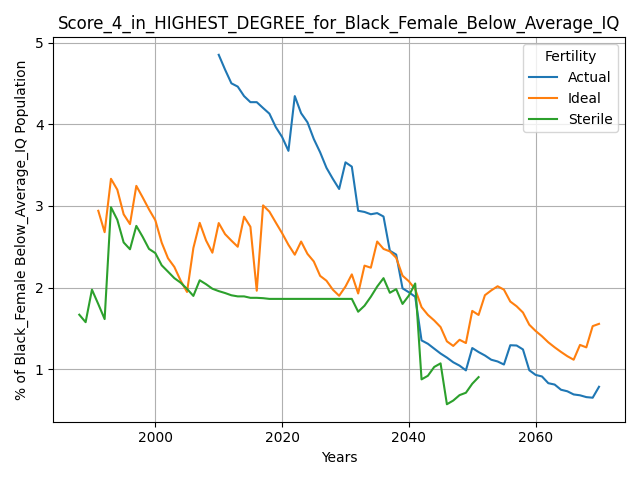 Score_4_in_HIGHEST_DEGREE_for_Black_Female_Below_Average_IQ
% of Black_Female Below_Average_IQ Population
5
4
3
2
1
Fertility
Actual
Ideal
Sterile
2000
2020
2040
2060
Years